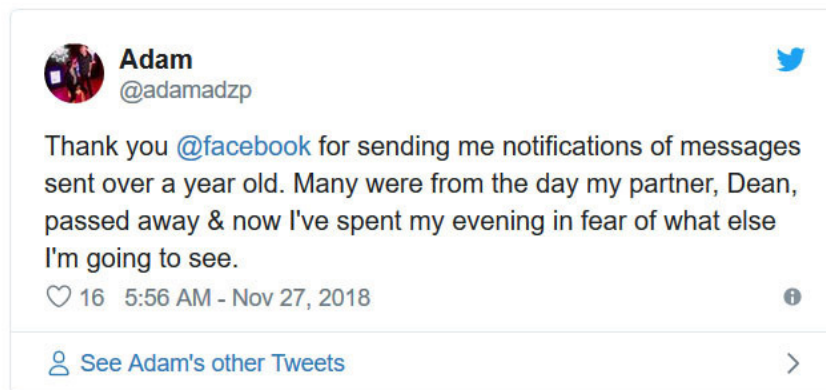 Adam
@adamadzp
Thank you @facebook for sending me notifications of messages
sent over a year old. Many were from the day my partner, Dean,
passed away & now I've spent my evening in fear of what else
I'm going to see.
16 5:56 AM - Nov 27, 2018
See Adam's other Tweets